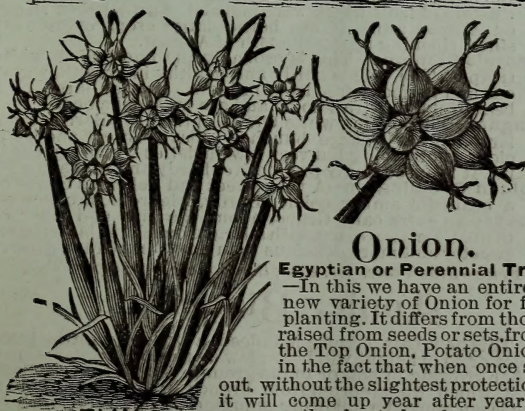 Onion.
Egyptian or Perennial Tr
—In this we have an entire
new variety of Onion for f
planting. It differs from tho
raised from seeds or sets, fro
the Top Onion, Potato Onio
in the fact that when once s
out, without the slightest protectio
it will come up year after year